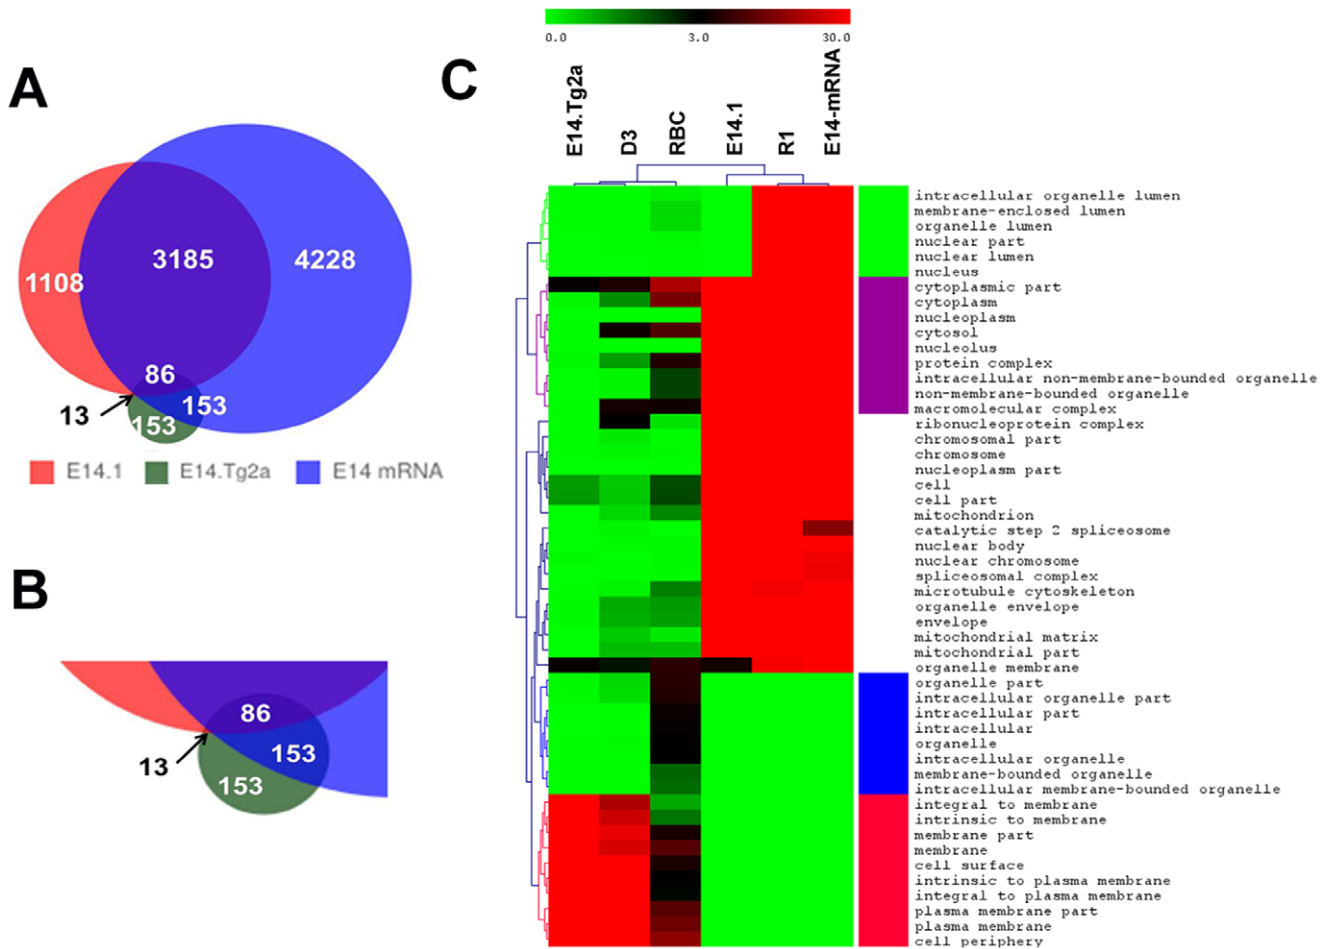 A
1108
3185
4228
86
13
153
153
E14.1
E14.Tg2a
E14 mRNA
B
86
13
153
153
C
0.0
3.0
30.0
E14.Tg2a
D3
RBC
E14.1
R1
E14-mRNA
intracellular organelle lumen
membrane-enclosed lumen
organelle lumen
nuclear part
nuclear lumen
nucleus
cytoplasmic part
cytoplasm
nucleoplasm
cytosol
nucleolus
protein complex
intracellular non-membrane-bounded organelle
non-membrane-bounded organelle
macromolecular complex
ribonucleoprotein complex
chromosomal part
chromosome
nucleoplasm part
cell
cell part
mitochondrion
catalytic step 2 spliceosome
nuclear body
nuclear chromosome
spliceosomal complex
microtubule cytoskeleton
organelle envelope
envelope
mitochondrial matrix
mitochondrial part
organelle membrane
organelle part
intracellular organelle part
intracellular part
intracellular
organelle
intracellular organelle
membrane-bounded organelle
intracellular membrane-bounded organelle
integral to membrane
intrinsic to membrane
membrane part
membrane
cell surface
intrinsic to plasma membrane
integral to plasma membrane
plasma membrane part
plasma membrane
cell periphery